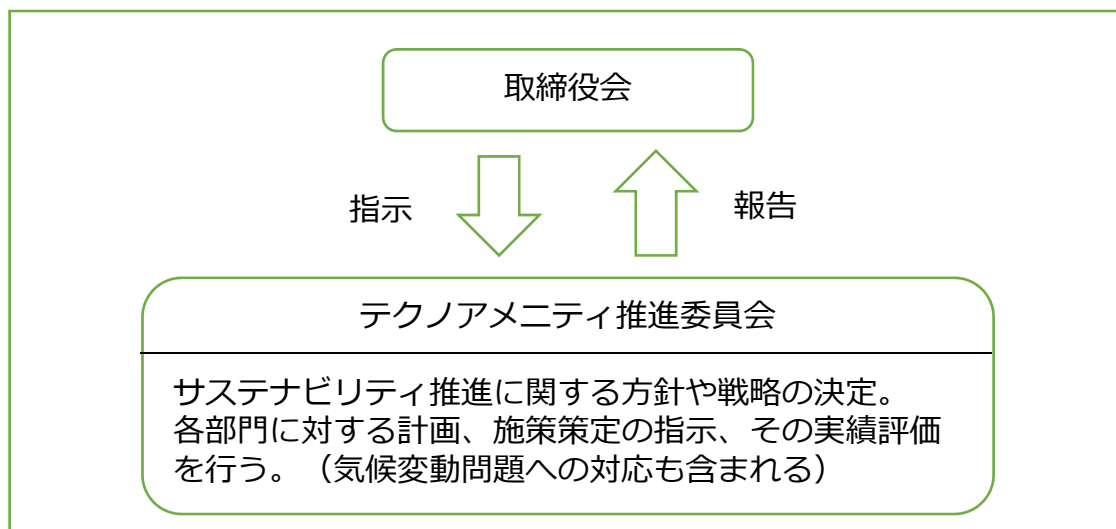 取締役会
指示
報告
テクノアメニティ推進委員会
サステナビリティ推進に関する方針や戦略の決定。
各部門に対する計画、施策策定の指示、その実績評価
を行う。（気候変動問題への対応も含まれる）